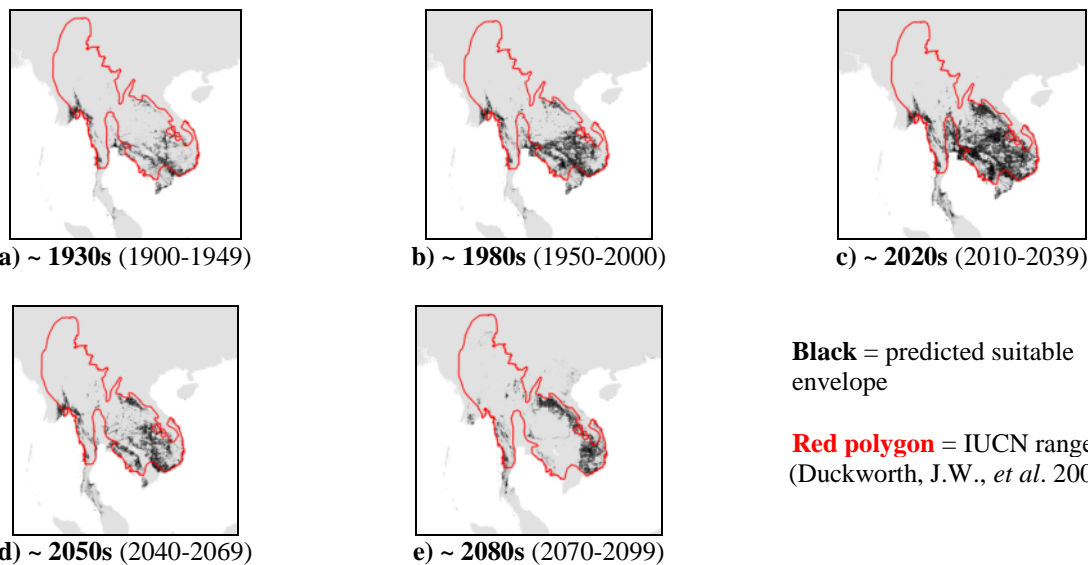 a) ~ 1930s (1900-1949)
b) ~ 1980s (1950-2000)
c) ~ 2020s (2010-2039)
d) ~ 2050s (2040-2069)
e) ~ 2080s (2070-2099)
Black = predicted suitable
envelope
Red polygon = IUCN range
(Duckworth, J.W., et al.